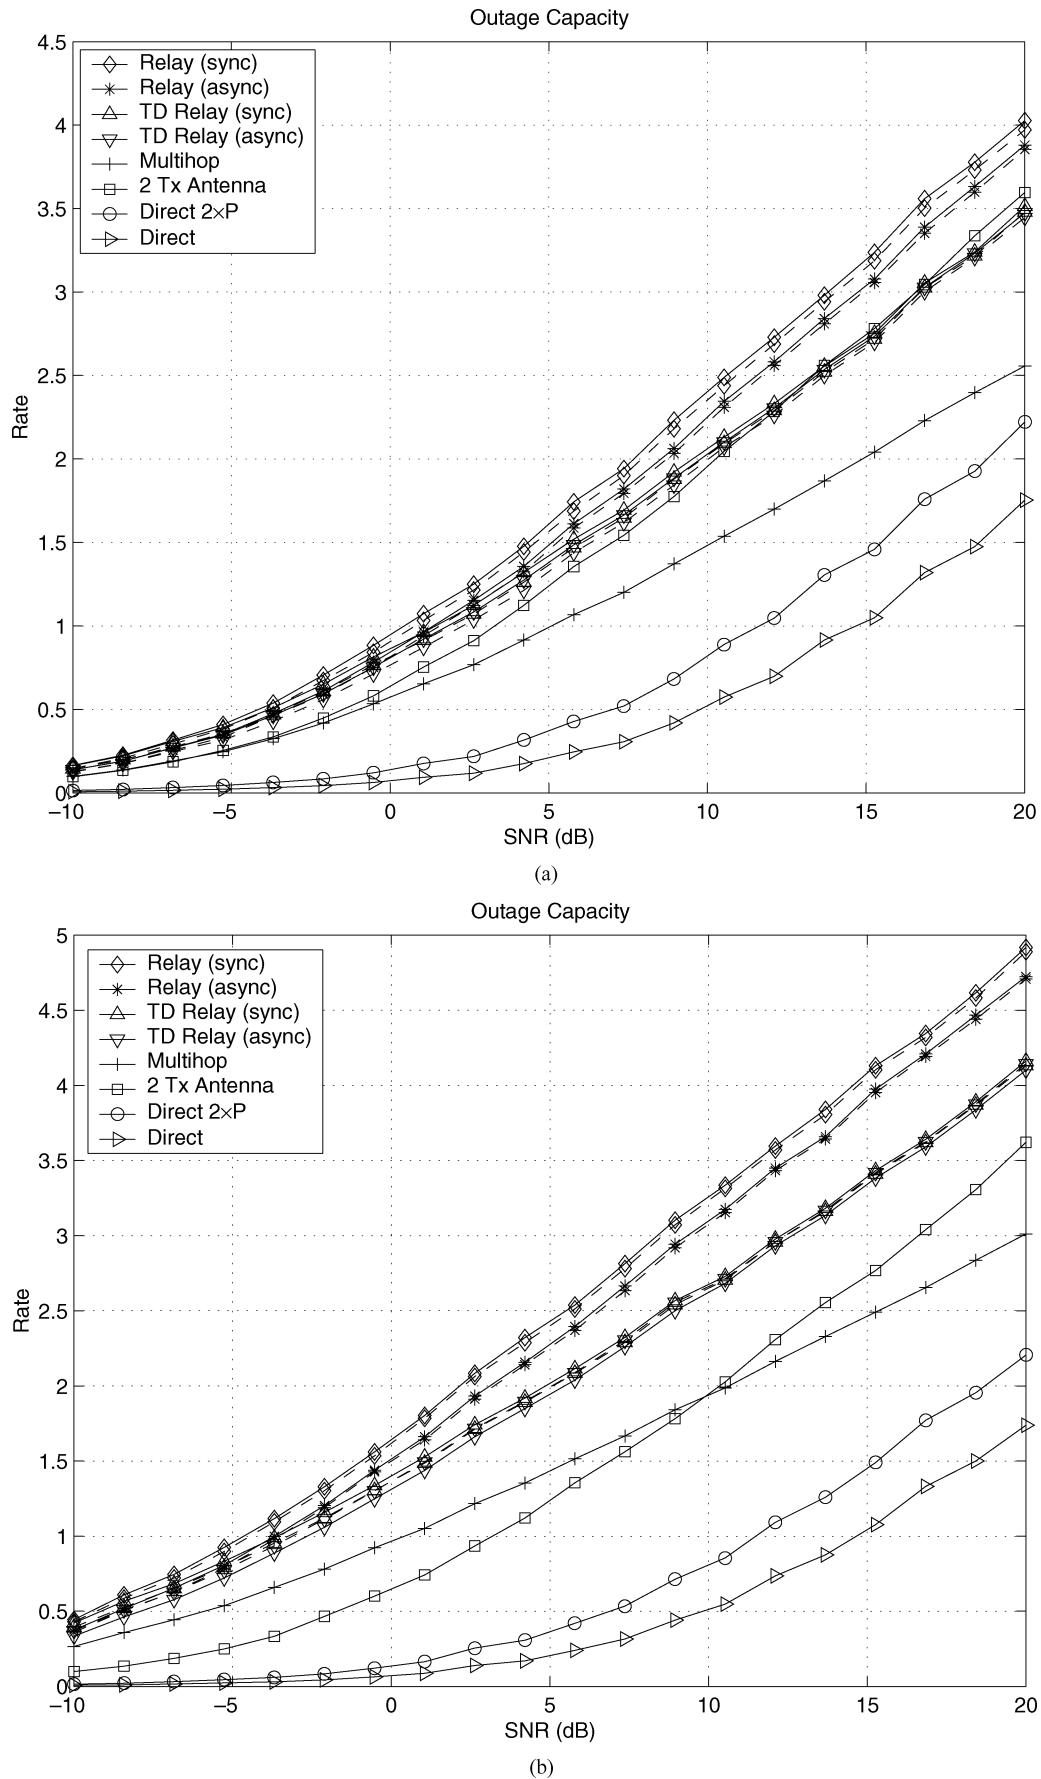 Outage Capacity
4.5
4
3.5
3
2.5
2
1.5
1
0.5
0
Rate
Relay (sync)
Relay (async)
TD Relay (sync)
TD Relay (async)
Multihop
2 Tx Antenna
Direct 2×P
Direct
–10 –5 0 5 10 15 20
SNR (dB)
(a)
Outage Capacity
5
4.5
4
3.5
3
2.5
2
1.5
1
0.5
0
Rate
Relay (sync)
Relay (async)
TD Relay (sync)
TD Relay (async)
Multihop
2 Tx Antenna
Direct 2×P
Direct
–10 –5 0 5 10 15 20
SNR (dB)
(b)